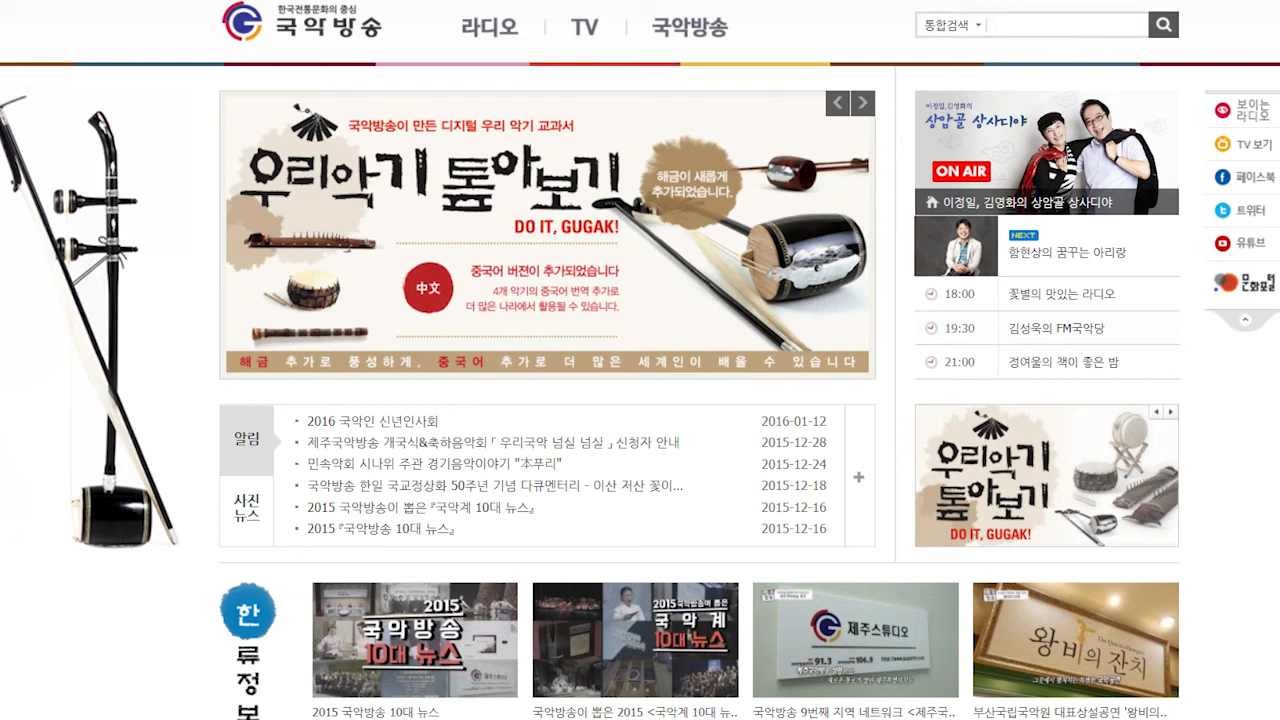 한국전통문화의 중심
국악방송
라디오
TV
국악방송
통합검색
국악방송이 만든 디지털 우리 악기 교과서
우리악기 톺아보기
DO IT, GUGAK!
해금이 새롭게
추가되었습니다.
中文
중국어 버젼이 추가되었습니다
4개 악기의 중국어 번역 추가로
더 많은 나라에서 활용될 수 있습니다.
해금 추가로 풍성하게, 중국어 추가로 더 많은 세계인이 배울 수 있습니다
이정일, 김영화의
상암골 상사디야
ON AIR
이정일, 김영화의 상암골 상사디야
NEXT
함현상의 꿈꾸는 아리랑
18:00 꽃별의 맛있는 라디오
19:30 김성욱의 FM국악당
21:00 정여울의 책이 좋은 밤
보이는
라디오
TV 보기
페이스북
트위터
유튜브
문화포털
알림
사진
뉴스
2016 국악인 신년인사회 2016-01-12
제주국악방송 개국식&축하음악회「 우리국악 넘실 넘실 」신청자 안내 2015-12-28
민속악회 시나위 주관 경기음악이야기 "本푸리" 2015-12-24
국악방송 한일 국교정상화 50주년 기념 다큐멘터리 - 이산 저산 꽃이... 2015-12-18
2015 국악방송이 뽑은 『국악계 10대 뉴스』 2015-12-16
2015 『국악방송 10대 뉴스』 2015-12-16
우리악기
톺아보기
DO IT, GUGAK!
한
류
정
보
2015
국악방송
10대 뉴스
2015 국악방송 10대 뉴스
2015국악방송이 뽑은
국악계
10대 뉴스
국악방송이 뽑은 2015 <국악계 10대 뉴..
제주스튜디오
91.3
106.9
국악방송 9번째 지역 네트워크 <제주국..
왕비의 잔치
The Queen's Banquet
부산국립국악원 대표상설공연 '왕비의..